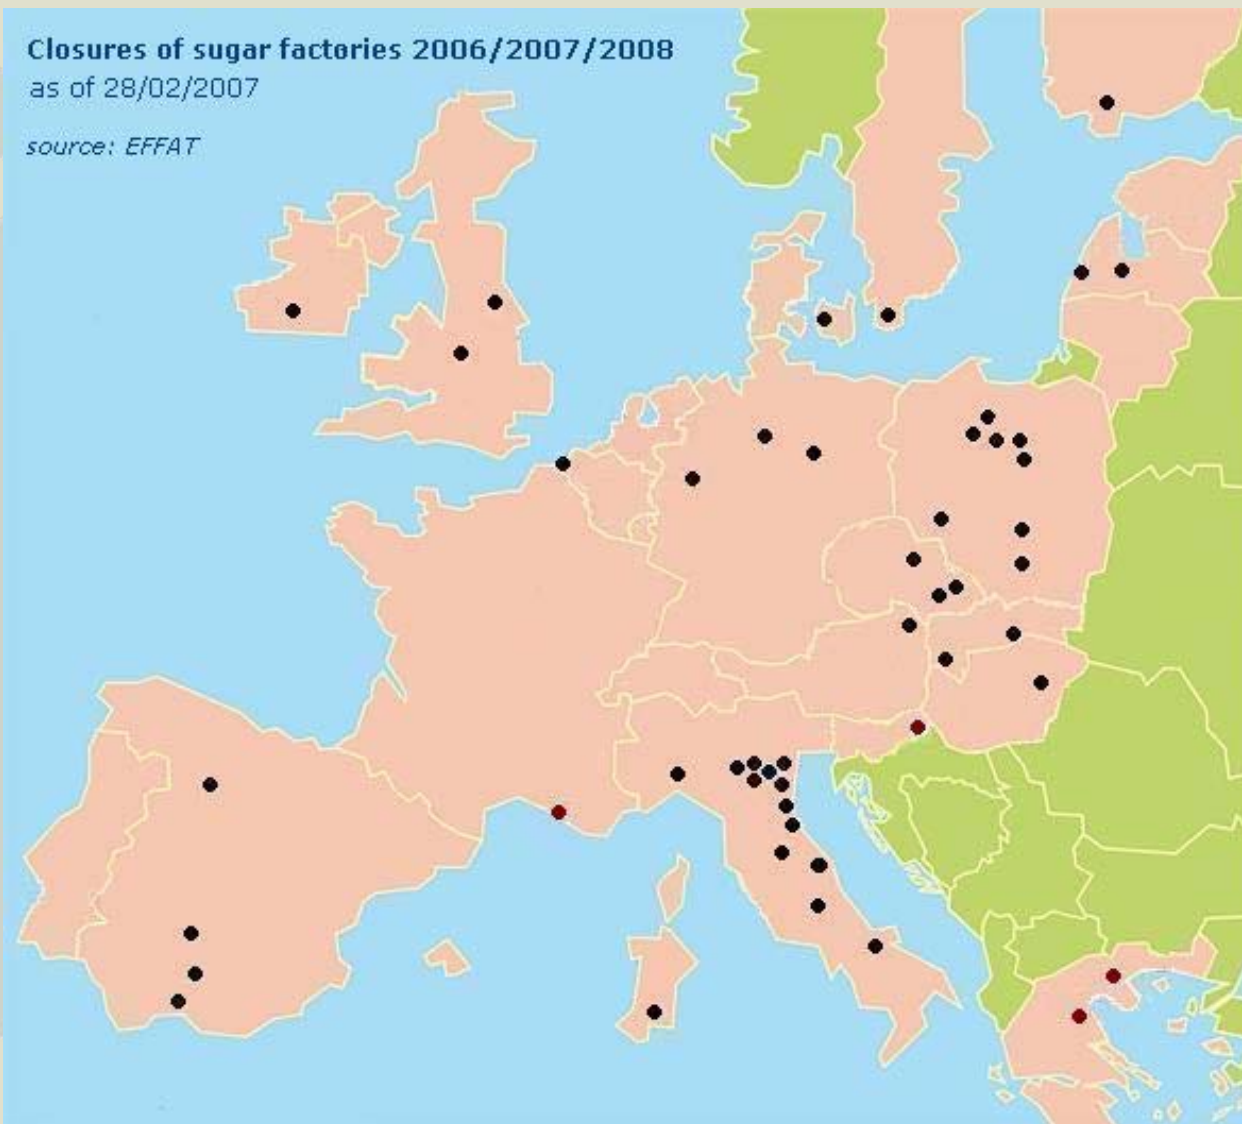 Closures of sugar factories 2006/2007/2008
as of 28/02/2007
source: EFFAT